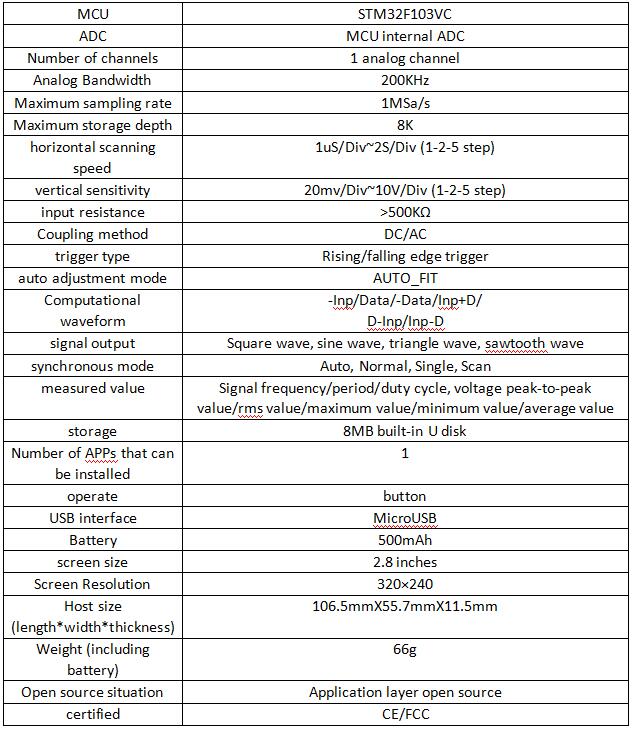 MCU STM32F103VC
ADC MCU internal ADC
Number of channels 1 analog channel
Analog Bandwidth 200KHz
Maximum sampling rate 1MSa/s
Maximum storage depth 8K
horizontal scanning 1uS/Div~2S/Div (1-2-5 step)
speed
vertical sensitivity 20mv/Div~10V/Div (1-2-5 step)
input resistance >500KΩ
Coupling method DC/AC
trigger type Rising/falling edge trigger
auto adjustment mode AUTO_FIT
Computational -Inp/Data/-Data/Inp+D/
waveform D-Inp/Inp-D
signal output Square wave, sine wave, triangle wave, sawtooth wave
synchronous mode Auto, Normal, Single, Scan
measured value Signal frequency/period/duty cycle, voltage peak-to-peak
value/rms value/maximum value/minimum value/average value
storage 8MB built-in U disk
Number of APPs that can 1
be installed
operate button
USB interface MicroUSB
Battery 500mAh
screen size 2.8 inches
Screen Resolution 320×240
Host size 106.5mmX55.7mmX11.5mm
(length*width*thickness)
Weight (including 66g
battery)
Open source situation Application layer open source
certified CE/FCC